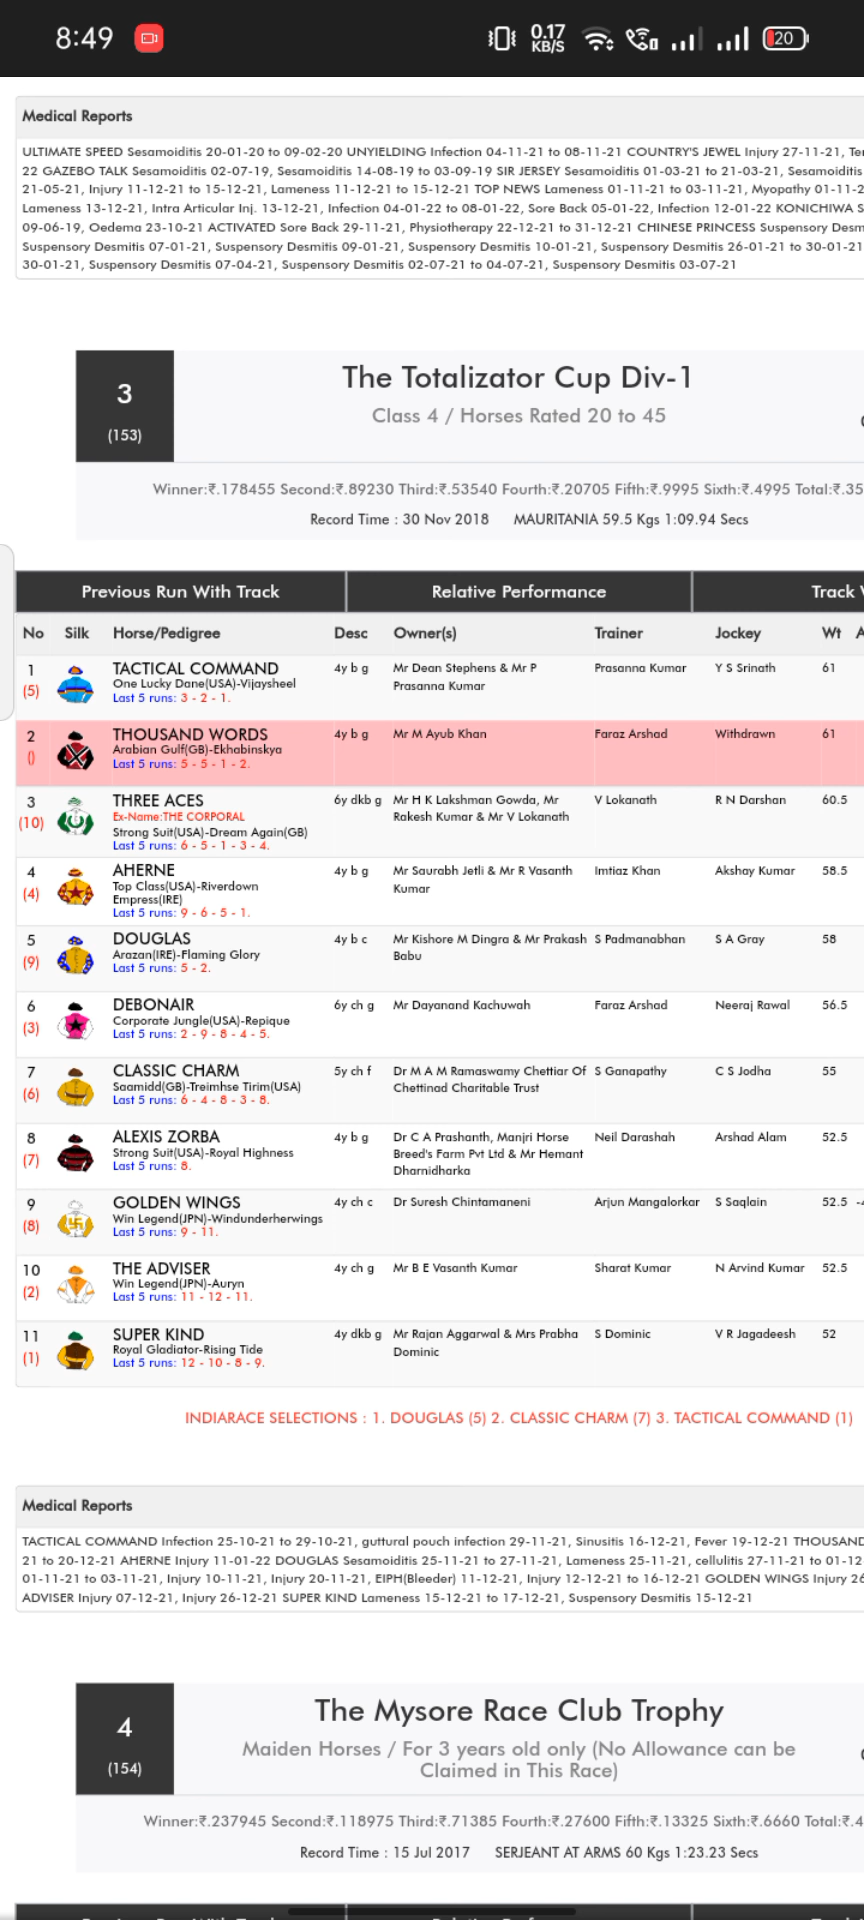 8:49
0.17
KB/S
20
Medical Reports
ULTIMATE SPEED Sesamoiditis 20-01-20 to 09-02-20 UNYIELDING Infection 04-11-21 to 08-11-21 COUNTRY'S JEWEL Injury 27-11-21, Ten
22 GAZEBO TALK Sesamoiditis 02-07-19, Sesamoiditis 14-08-19 to 03-09-19 SIR JERSEY Sesamoiditis 01-03-21 to 21-03-21, Sesamoiditis
21-05-21, Injury 11-12-21 to 15-12-21, Lameness 11-12-21 to 15-12-21 TOP NEWS Lameness 01-11-21 to 03-11-21, Myopathy 01-11-2
Lameness 13-12-21, Intra Articular Inj. 13-12-21, Infection 04-01-22 to 08-01-22, Sore Back 05-01-22, Infection 12-01-22 KONICHIWA S
09-06-19, Oedema 23-10-21 ACTIVATED Sore Back 29-11-21, Physiotherapy 22-12-21 to 31-12-21 CHINESE PRINCESS Suspensory Desm
Suspensory Desmitis 07-01-21, Suspensory Desmitis 09-01-21, Suspensory Desmitis 10-01-21, Suspensory Desmitis 26-01-21 to 30-01-21
30-01-21, Suspensory Desmitis 07-04-21, Suspensory Desmitis 02-07-21 to 04-07-21, Suspensory Desmitis 03-07-21
3 The Totalizator Cup Div-1
(153) Class 4 / Horses Rated 20 to 45
Winner:₹.178455 Second:₹.89230 Third:₹.53540 Fourth:₹.20705 Fifth:₹.9995 Sixth:₹.4995 Total:₹.35
Record Time : 30 Nov 2018 MAURITANIA 59.5 Kgs 1:09.94 Secs
Previous Run With Track Relative Performance Track
No Silk Horse/Pedigree Desc Owner(s) Trainer Jockey Wt A
1 TACTICAL COMMAND 4y b g Mr Dean Stephens & Mr P Prasanna Kumar Y S Srinath 61
(5) One Lucky Dane(USA)-Vijaysheel Prasanna Kumar
Last 5 runs: 3 - 2 - 1.
2 THOUSAND WORDS 4y b g Mr M Ayub Khan Faraz Arshad Withdrawn 61
() Arabian Gulf(GB)-Ekhabinskya
Last 5 runs: 5 - 5 - 1 - 2.
3 THREE ACES 6y dkb g Mr H K Lakshman Gowda, Mr V Lokanath R N Darshan 60.5
(10) Ex-Name:THE CORPORAL Rakesh Kumar & Mr V Lokanath
Strong Suit(USA)-Dream Again(GB)
Last 5 runs: 6 - 5 - 1 - 3 - 4.
4 AHERNE 4y b g Mr Saurabh Jetli & Mr R Vasanth Imtiaz Khan Akshay Kumar 58.5
(4) Top Class(USA)-Riverdown Kumar
Empress(IRE)
Last 5 runs: 9 - 6 - 5 - 1.
5 DOUGLAS 4y b c Mr Kishore M Dingra & Mr Prakash S Padmanabhan S A Gray 58
(9) Arazan(IRE)-Flaming Glory Babu
Last 5 runs: 5 - 2.
6 DEBONAIR 6y ch g Mr Dayanand Kachuwah Faraz Arshad Neeraj Rawal 56.5
(3) Corporate Jungle(USA)-Repique
Last 5 runs: 2 - 9 - 8 - 4 - 5.
7 CLASSIC CHARM 5y ch f Dr M A M Ramaswamy Chettiar Of S Ganapathy C S Jodha 55
(6) Saamidd(GB)-Treimhse Tirim(USA) Chettinad Charitable Trust
Last 5 runs: 6 - 4 - 8 - 3 - 8.
8 ALEXIS ZORBA 4y b g Dr C A Prashanth, Manjri Horse Neil Darashah Arshad Alam 52.5
(7) Strong Suit(USA)-Royal Highness Breed's Farm Pvt Ltd & Mr Hemant
Last 5 runs: 8. Dharnidharka
9 GOLDEN WINGS 4y ch c Dr Suresh Chintamaneni Arjun Mangalorkar S Saqlain 52.5 -4
(8) Win Legend(JPN)-Windunderherwings
Last 5 runs: 9 - 11.
10 THE ADVISER 4y ch g Mr B E Vasanth Kumar Sharat Kumar N Arvind Kumar 52.5
(2) Win Legend(JPN)-Auryn
Last 5 runs: 11 - 12 - 11.
11 SUPER KIND 4y dkb g Mr Rajan Aggarwal & Mrs Prabha S Dominic V R Jagadeesh 52
(1) Royal Gladiator-Rising Tide Dominic
Last 5 runs: 12 - 10 - 8 - 9.
INDIARACE SELECTIONS : 1. DOUGLAS (5) 2. CLASSIC CHARM (7) 3. TACTICAL COMMAND (1)
Medical Reports
TACTICAL COMMAND Infection 25-10-21 to 29-10-21, guttural pouch infection 29-11-21, Sinusitis 16-12-21, Fever 19-12-21 THOUSAND
21 to 20-12-21 AHERNE Injury 11-01-22 DOUGLAS Sesamoiditis 25-11-21 to 27-11-21, Lameness 25-11-21, cellulitis 27-11-21 to 01-12-
01-11-21 to 03-11-21, Injury 10-11-21, Injury 20-11-21, EIPH(Bleeder) 11-12-21, Injury 12-12-21 to 16-12-21 GOLDEN WINGS Injury 26
ADVISER Injury 07-12-21, Injury 26-12-21 SUPER KIND Lameness 15-12-21 to 17-12-21, Suspensory Desmitis 15-12-21
4 The Mysore Race Club Trophy
(154) Maiden Horses / For 3 years old only (No Allowance can be
Claimed in This Race)
Winner:₹.237945 Second:₹.118975 Third:₹.71385 Fourth:₹.27600 Fifth:₹.13325 Sixth:₹.6660 Total:₹.4
Record Time : 15 Jul 2017 SERJEANT AT ARMS 60 Kgs 1:23.23 Secs